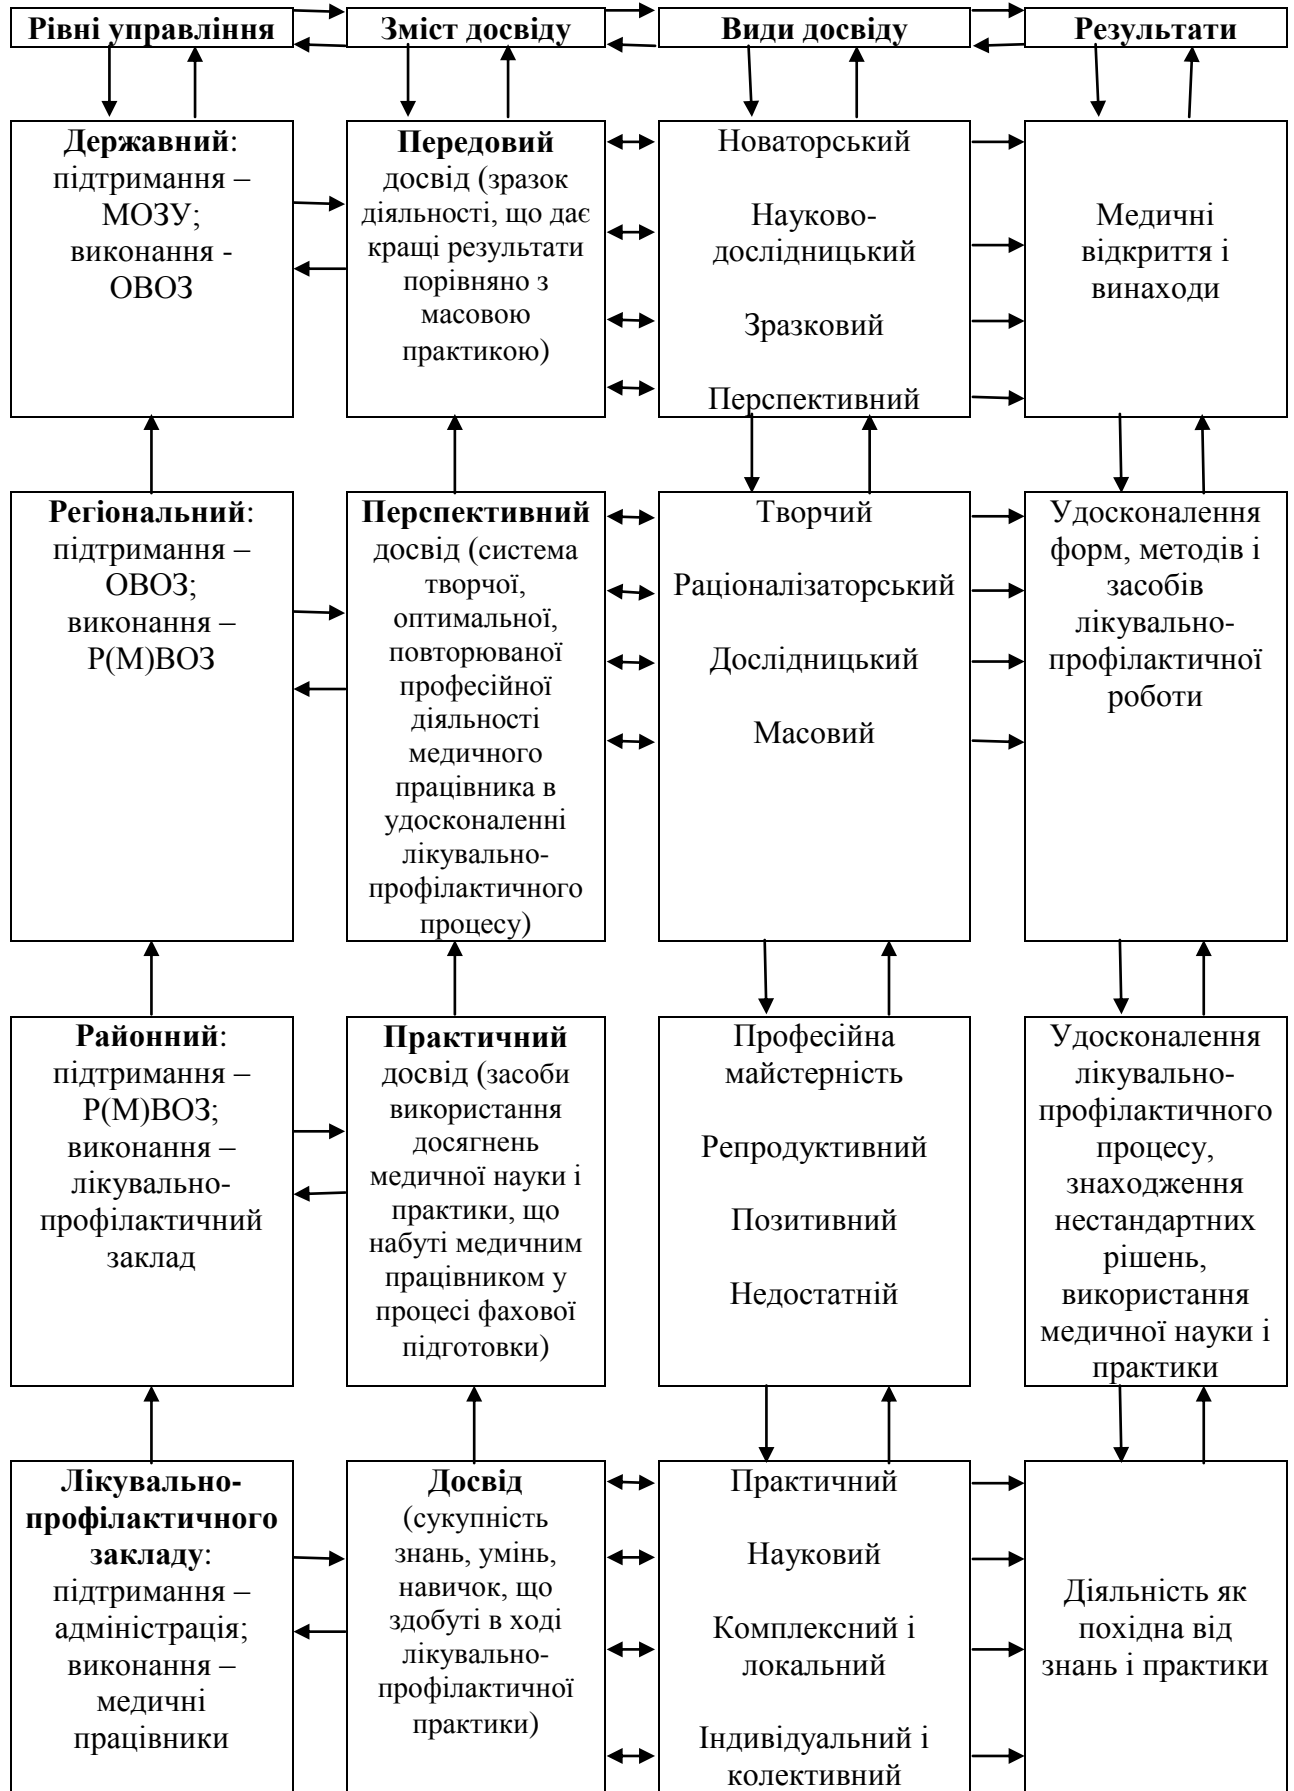 Рівні управління
Зміст досвіду
Види досвіду
Результати
Державний:
підтримання –
МОЗУ;
виконання -
ОВОЗ
Передовий
досвід (зразок
діяльності, що дає
кращі результати
порівняно з
масовою
практикою)
Новаторський
Науково-
дослідницький
Зразковий
Перспективний
Медичні
відкриття і
винаходи
Регіональний:
підтримання –
ОВОЗ;
виконання –
Р(М)ВОЗ
Перспективний
досвід (система
творчої,
оптимальної,
повторюваної
професійної
діяльності
медичного
працівника в
удосконаленні
лікувально-
профілактичного
процесу)
Творчий
Раціоналізаторський
Дослідницький
Масовий
Удосконалення
форм, методів і
засобів
лікувально-
профілактичної
роботи
Районний:
підтримання –
Р(М)ВОЗ;
виконання –
лікувально-
профілактичний
заклад
Практичний
досвід (засоби
використання
досягнень
медичної науки і
практики, що
набуті медичним
працівником у
процесі фахової
підготовки)
Професійна
майстерність
Репродуктивний
Позитивний
Недостатній
Удосконалення
лікувально-
профілактичного
процесу,
знаходження
нестандартних
рішень,
використання
медичної науки і
практики
Лікувально-
профілактичного
закладу:
підтримання –
адміністрація;
виконання –
медичні
працівники
Досвід
(сукупність
знань, умінь,
навичок, що
здобуті в ході
лікувально-
профілактичної
практики)
Практичний
Науковий
Комплексний і
локальний
Індивідуальний і
колективний
Діяльність як
похідна від
знань і практики